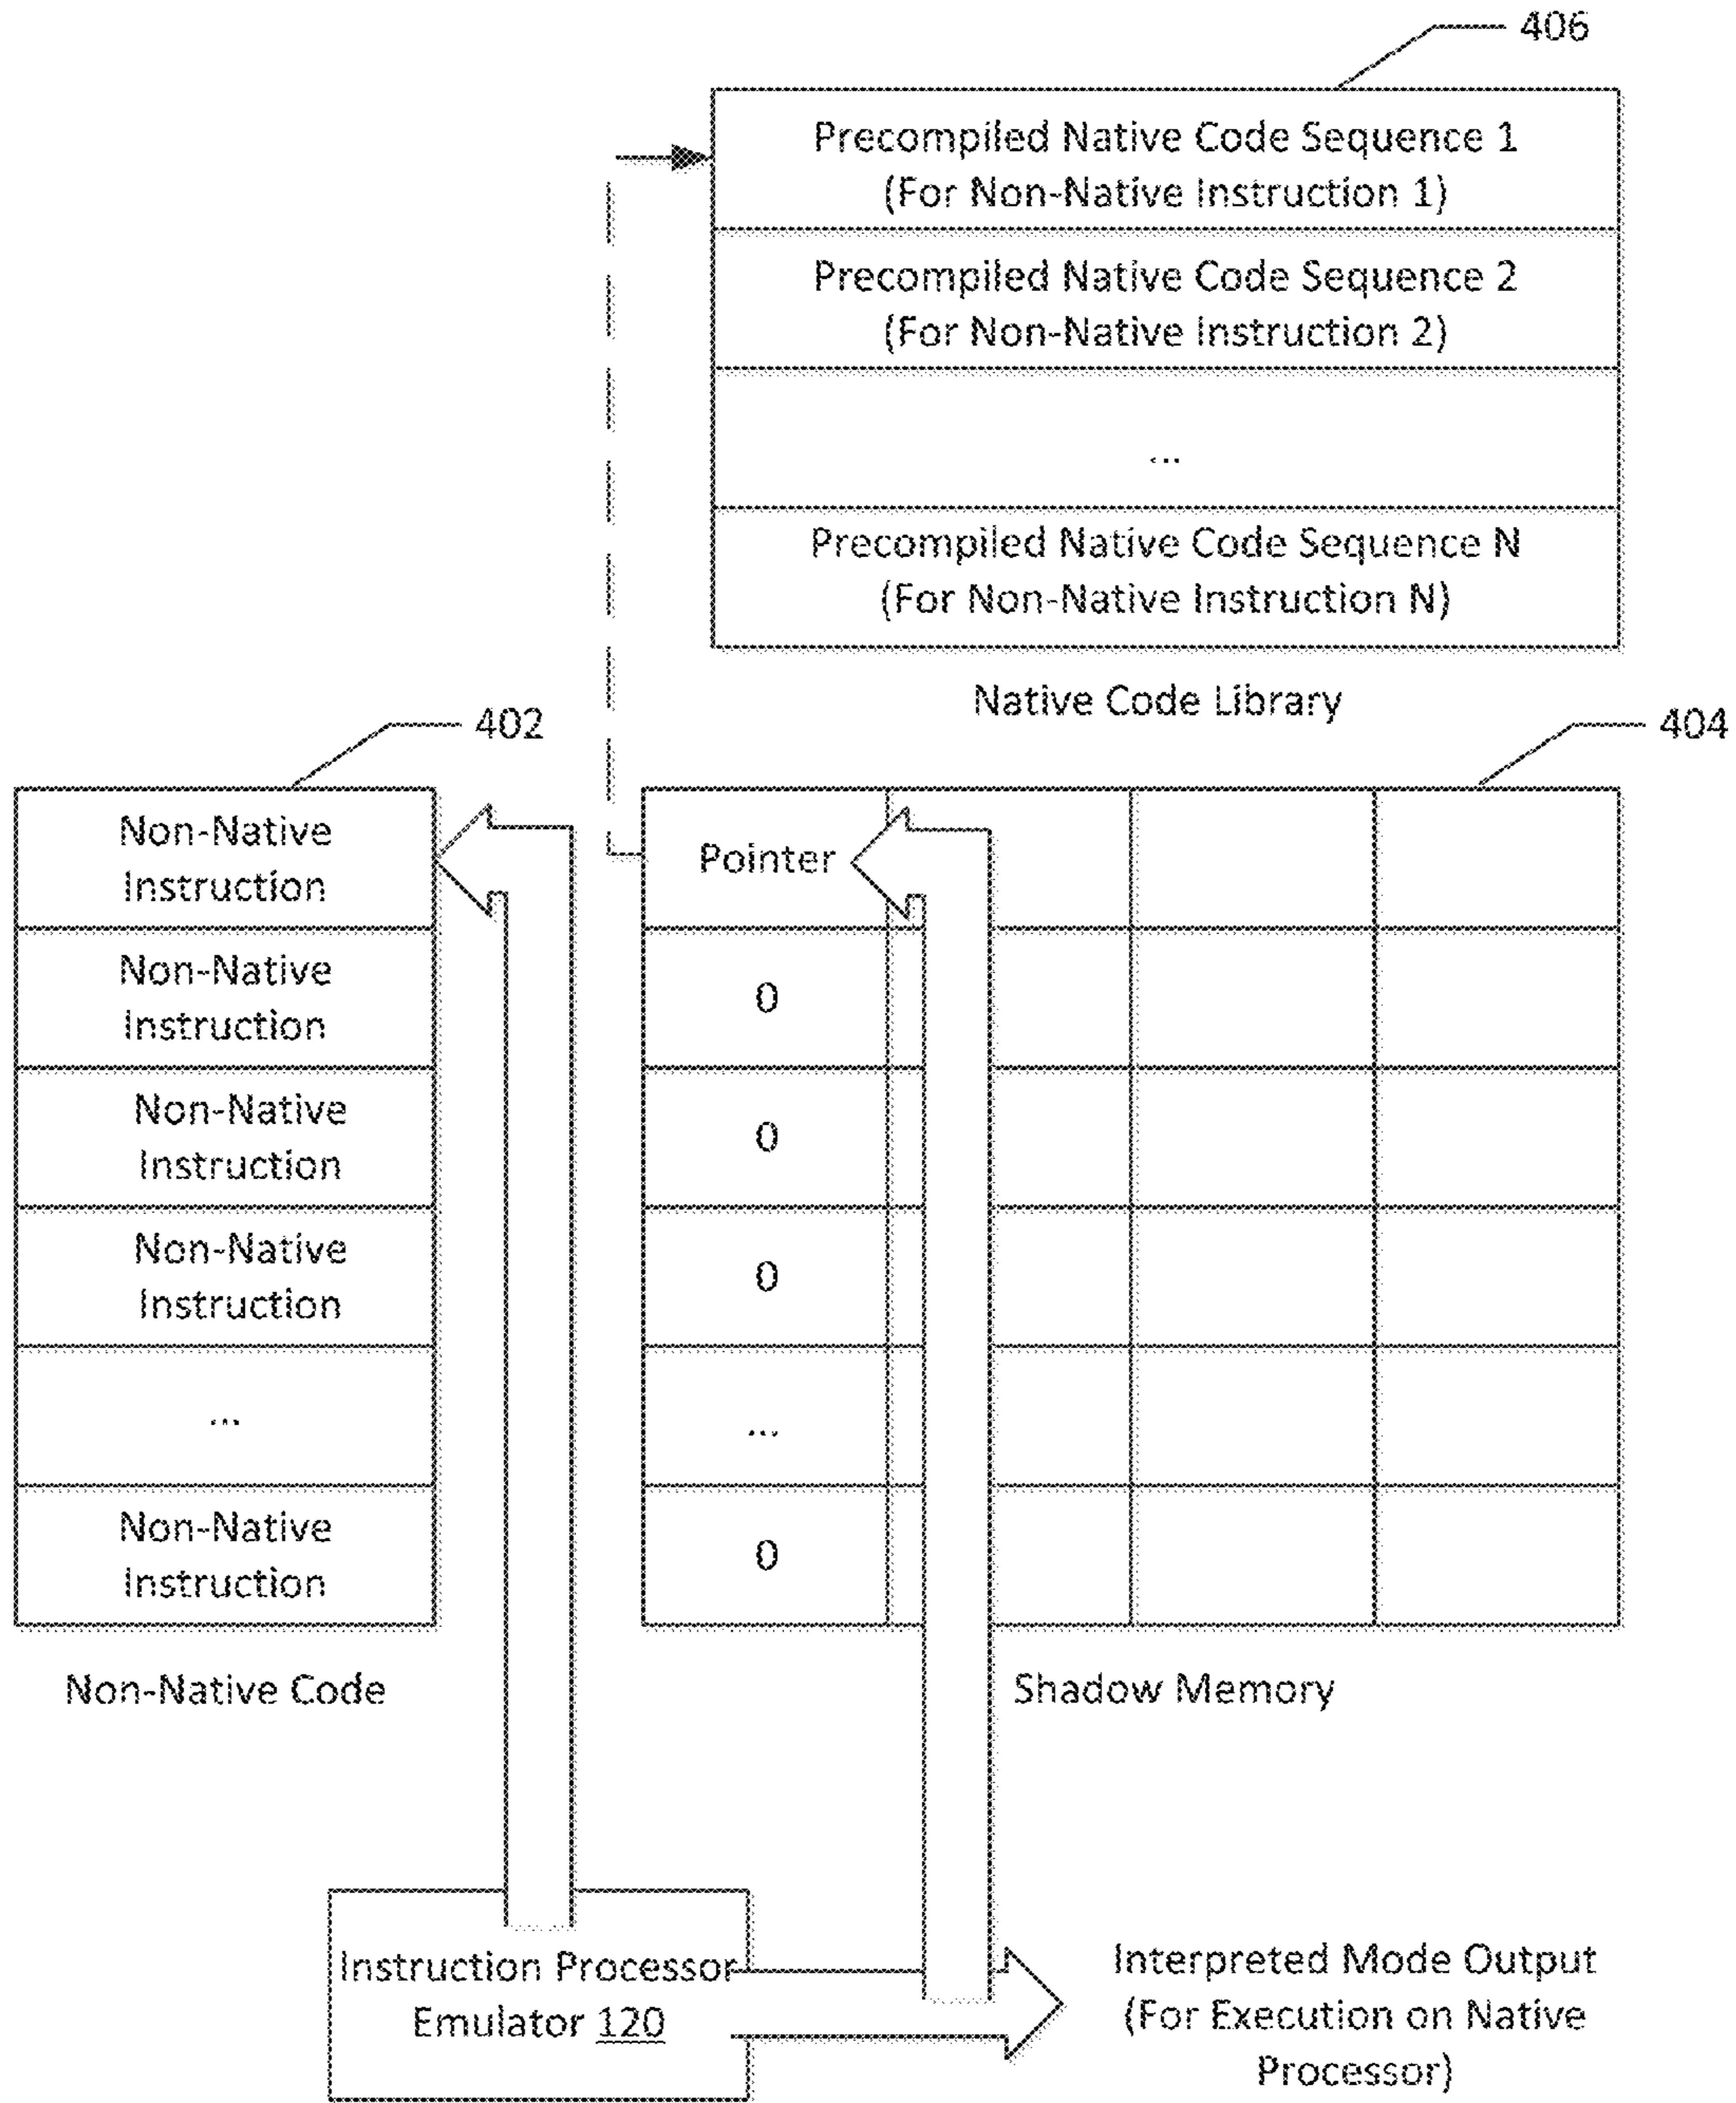 406
Precompiled Native Code Sequence 1
(For Non-Native Instruction 1)
Precompiled Native Code Sequence 2
(For Non-Native Instruction 2)
...
Precompiled Native Code Sequence N
(For Non-Native Instruction N)
Native Code Library
402
404
Non-Native
Instruction
Pointer
Non-Native
Instruction
0
Non-Native
Instruction
0
Non-Native
Instruction
0
...
...
Non-Native
Instruction
0
Non-Native Code
Shadow Memory
Instruction Processor
Emulator 120
Interpreted Mode Output
(For Execution on Native
Processor)